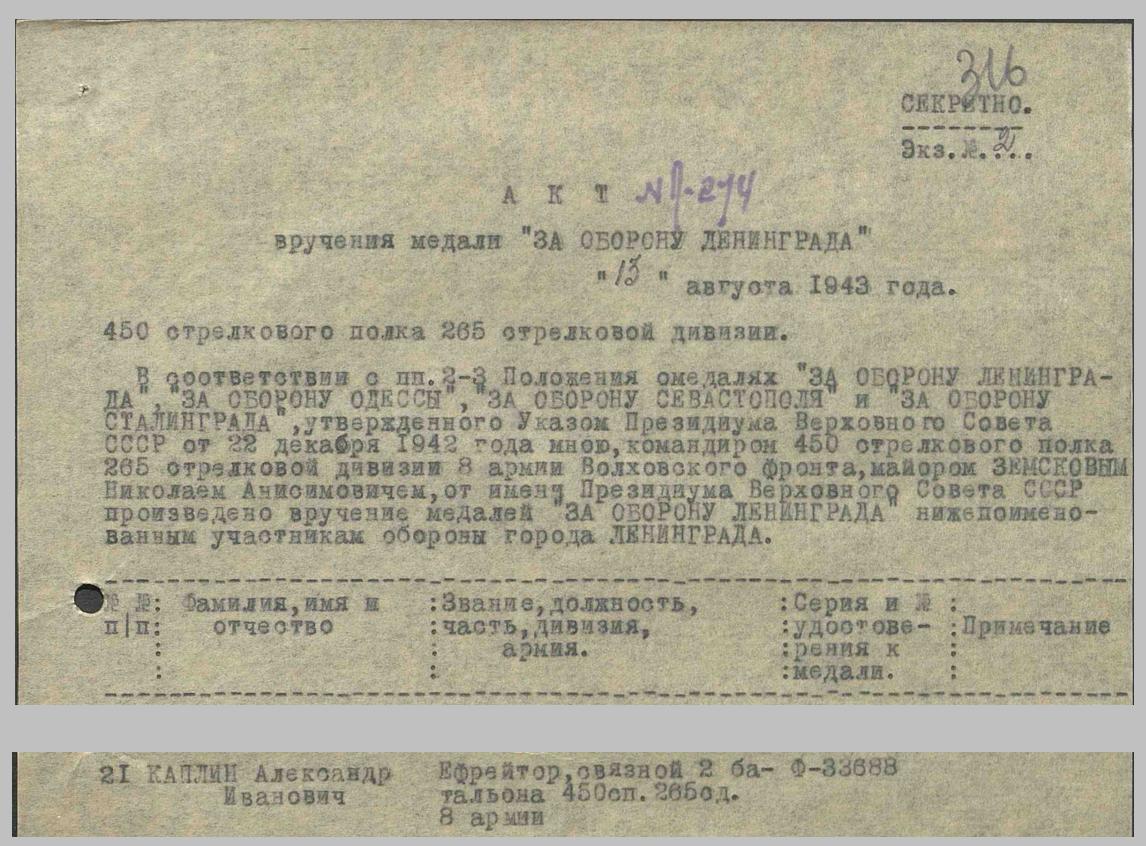 316
СЕКРЕТНО.
Экз.№.2...
А К Т №-274
вручения медали "ЗА ОБОРОНУ ЛЕНИНГРАДА"
"13" августа 1943 года.
450 стрелкового полка 265 стрелковой дивизии.
В соответствии с пп.2-3 Положения омедалях "ЗА ОБОРОНУ ЛЕНИНГРА-
ДА","ЗА ОБОРОНУ ОДЕССЫ","ЗА ОБОРОНУ СЕВАСТОПОЛЯ" и "ЗА ОБОРОНУ
СТАЛИНГРАДА",утвержденного Указом Президиума Верховного Совета
СССР от 22 декабря 1942 года мною,командиром 450 стрелкового полка
265 стрелковой дивизии 8 армии Волховского фронта,майором ЗЕМСКОВЫМ
Николаем Анисимовичем,от имени Президиума Верховного Совета СССР
произведено вручение медалей "ЗА ОБОРОНУ ЛЕНИНГРАДА" нижепоимено-
ванным участникам обороны города ЛЕНИНГРАДА.
№ №: Фамилия,имя и :Звание,должность, :Серия и № :
п/п: отчество :часть,дивизия, :удостове- :Примечание
: : армия. :рения к :
: : :медали. :
21 КАПЛИН Александр Ефрейтор,связной 2 ба- Ф-33688
Иванович тальона 450сп.265сд.
8 армии